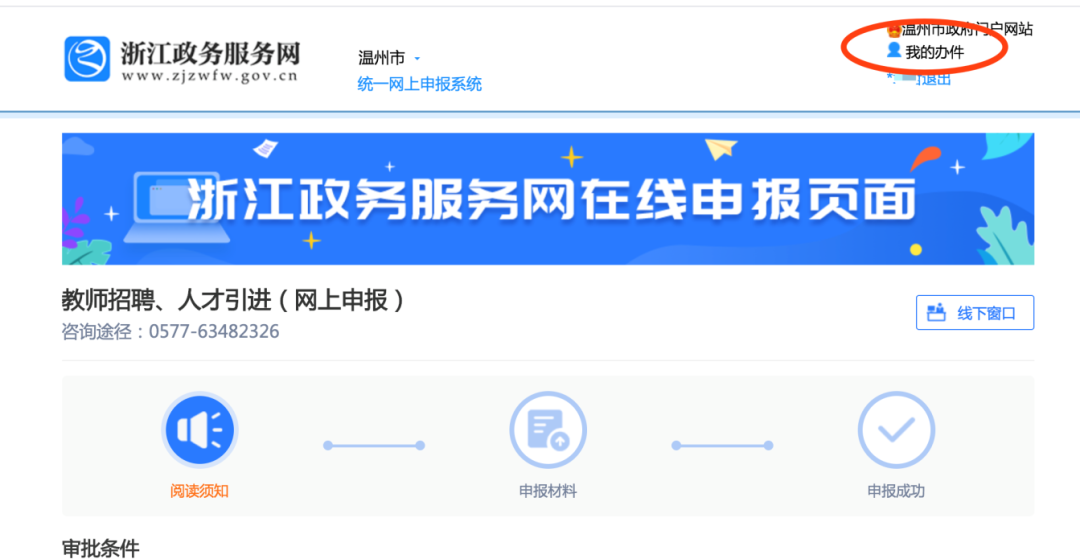 浙江政务服务网
www.zjzwfw.gov.cn
温州市
统一网上申报系统
温州市政府门户网站
我的办件
退出
浙江政务服务网在线申报页面
教师招聘、人才引进（网上申报）
咨询途径：0577-63482326
线下窗口
阅读须知
申报材料
申报成功
审批条件